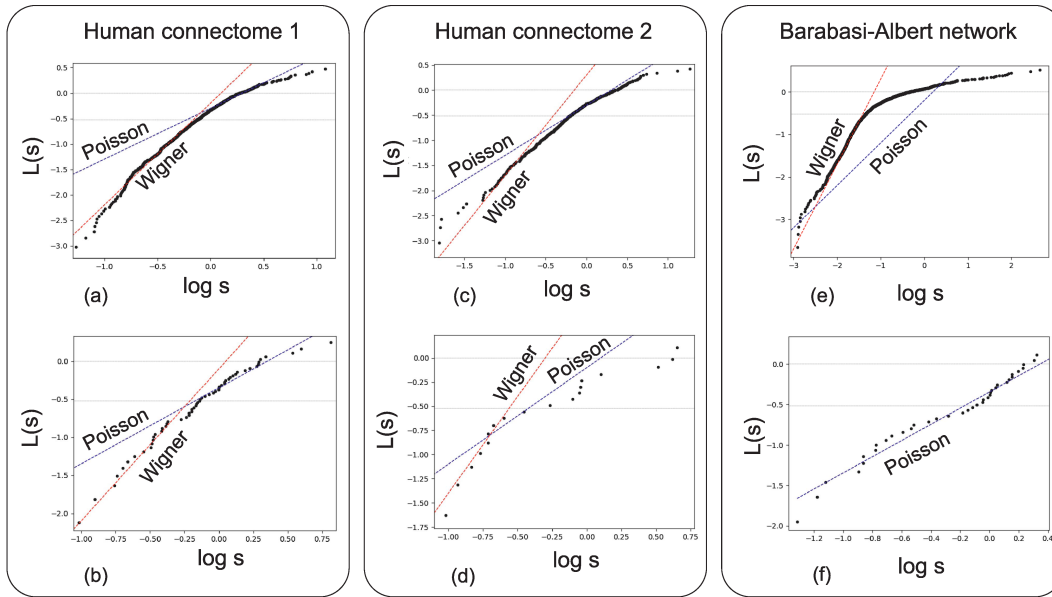 Human connectome 1
0.5
0.0
−0.5
−1.0
−1.5
−2.0
−2.5
−3.0
L(s)
Poisson
Wigner
−1.0
−0.5
0.0
0.5
1.0
(a)
log s
0.0
−0.5
−1.0
−1.5
−2.0
L(s)
Poisson
Wigner
−1.00
−0.75
−0.50
−0.25
0.00
0.25
0.50
0.75
log s
(b)
Human connectome 2
0.5
0.0
−0.5
−1.0
−1.5
−2.0
−2.5
−3.0
L(s)
Poisson
Wigner
−1.5
−1.0
−0.5
0.0
0.5
1.0
(c)
log s
0.00
−0.25
−0.50
−0.75
−1.00
−1.25
−1.50
−1.75
L(s)
Wigner
Poisson
−1.00
−0.75
−0.50
−0.25
0.00
0.25
0.50
0.75
log s
(d)
Barabasi-Albert network
0
−1
−2
−3
L(s)
Wigner
Poisson
−3
−2
−1
0
1
2
(e)
log s
0.0
−0.5
−1.0
−1.5
−2.0
L(s)
Poisson
−1.2
−1.0
−0.8
−0.6
−0.4
−0.2
0.0
0.2
0.4
log s
(f)